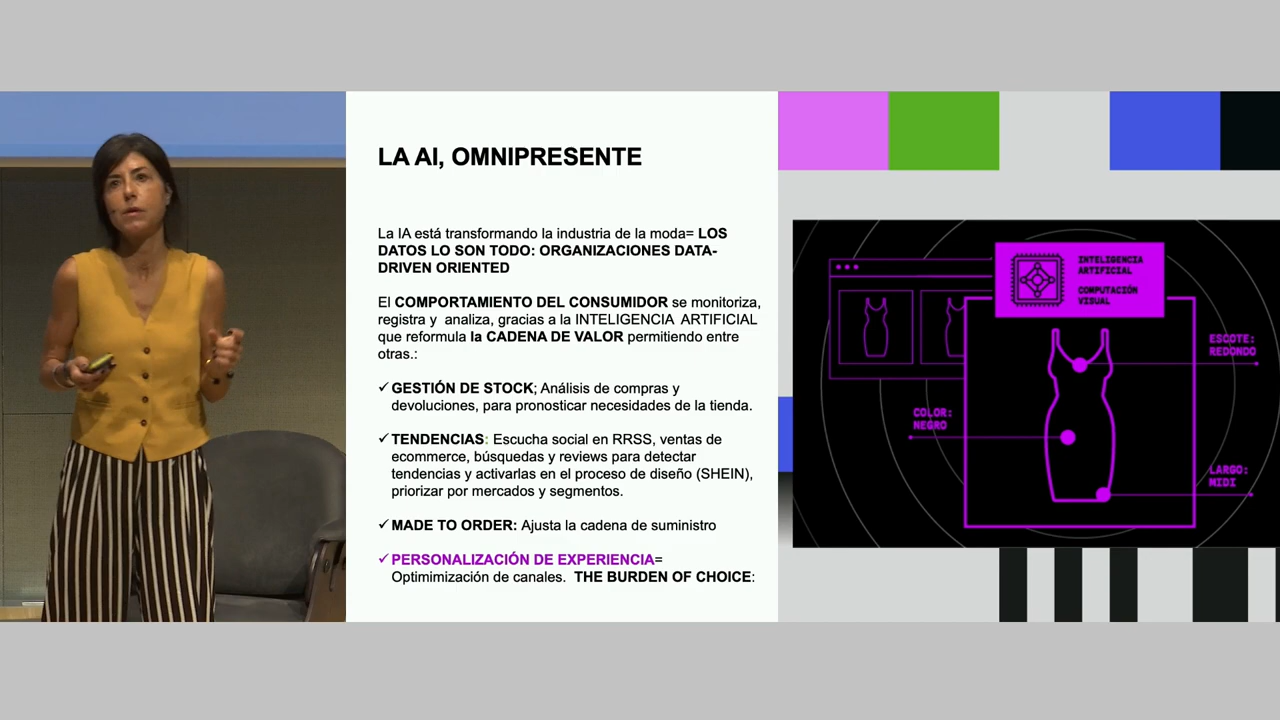 LA AI, OMNIPRESENTE
La IA está transformando la industria de la moda= LOS
DATOS LO SON TODO: ORGANIZACIONES DATA-
DRIVEN ORIENTED
El COMPORTAMIENTO DEL CONSUMIDOR se monitoriza,
registra y analiza, gracias a la INTELIGENCIA ARTIFICIAL
que reformula la CADENA DE VALOR permitiendo entre
otras.:
✓ GESTIÓN DE STOCK; Análisis de compras y
devoluciones, para pronosticar necesidades de la tienda.
✓ TENDENCIAS: Escucha social en RRSS, ventas de
ecommerce, búsquedas y reviews para detectar
tendencias y activarlas en el proceso de diseño (SHEIN),
priorizar por mercados y segmentos.
✓ MADE TO ORDER: Ajusta la cadena de suministro
✓ PERSONALIZACIÓN DE EXPERIENCIA=
Optimimización de canales. THE BURDEN OF CHOICE:
INTELIGENCIA
ARTIFICIAL
COMPUTACIÓN
VISUAL
ESCOTE:
REDONDO
COLOR:
NEGRO
LARGO:
MIDI